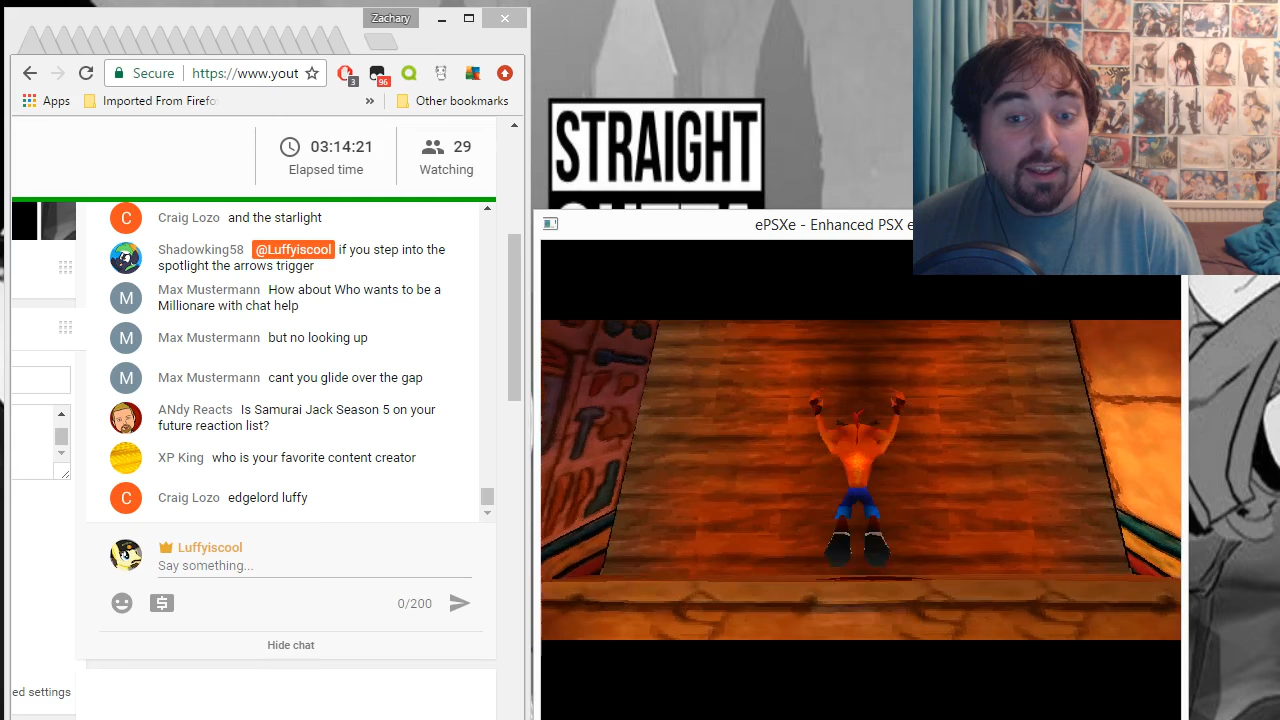 Zachary
Secure https://www.yout
3
96
Apps Imported From Firefo » Other bookmarks
03:14:21
Elapsed time
29
Watching
Craig Lozo and the starlight
Shadowking58 @Luffyiscool if you step into the
spotlight the arrows trigger
Max Mustermann How about Who wants to be a
Millionare with chat help
Max Mustermann but no looking up
Max Mustermann cant you glide over the gap
ANdy Reacts Is Samurai Jack Season 5 on your
future reaction list?
XP King who is your favorite content creator
Craig Lozo edgelord luffy
Luffyiscool
Say something...
0/200
Hide chat
ed settings
STRAIGHT
ePSXe - Enhanced PSX e